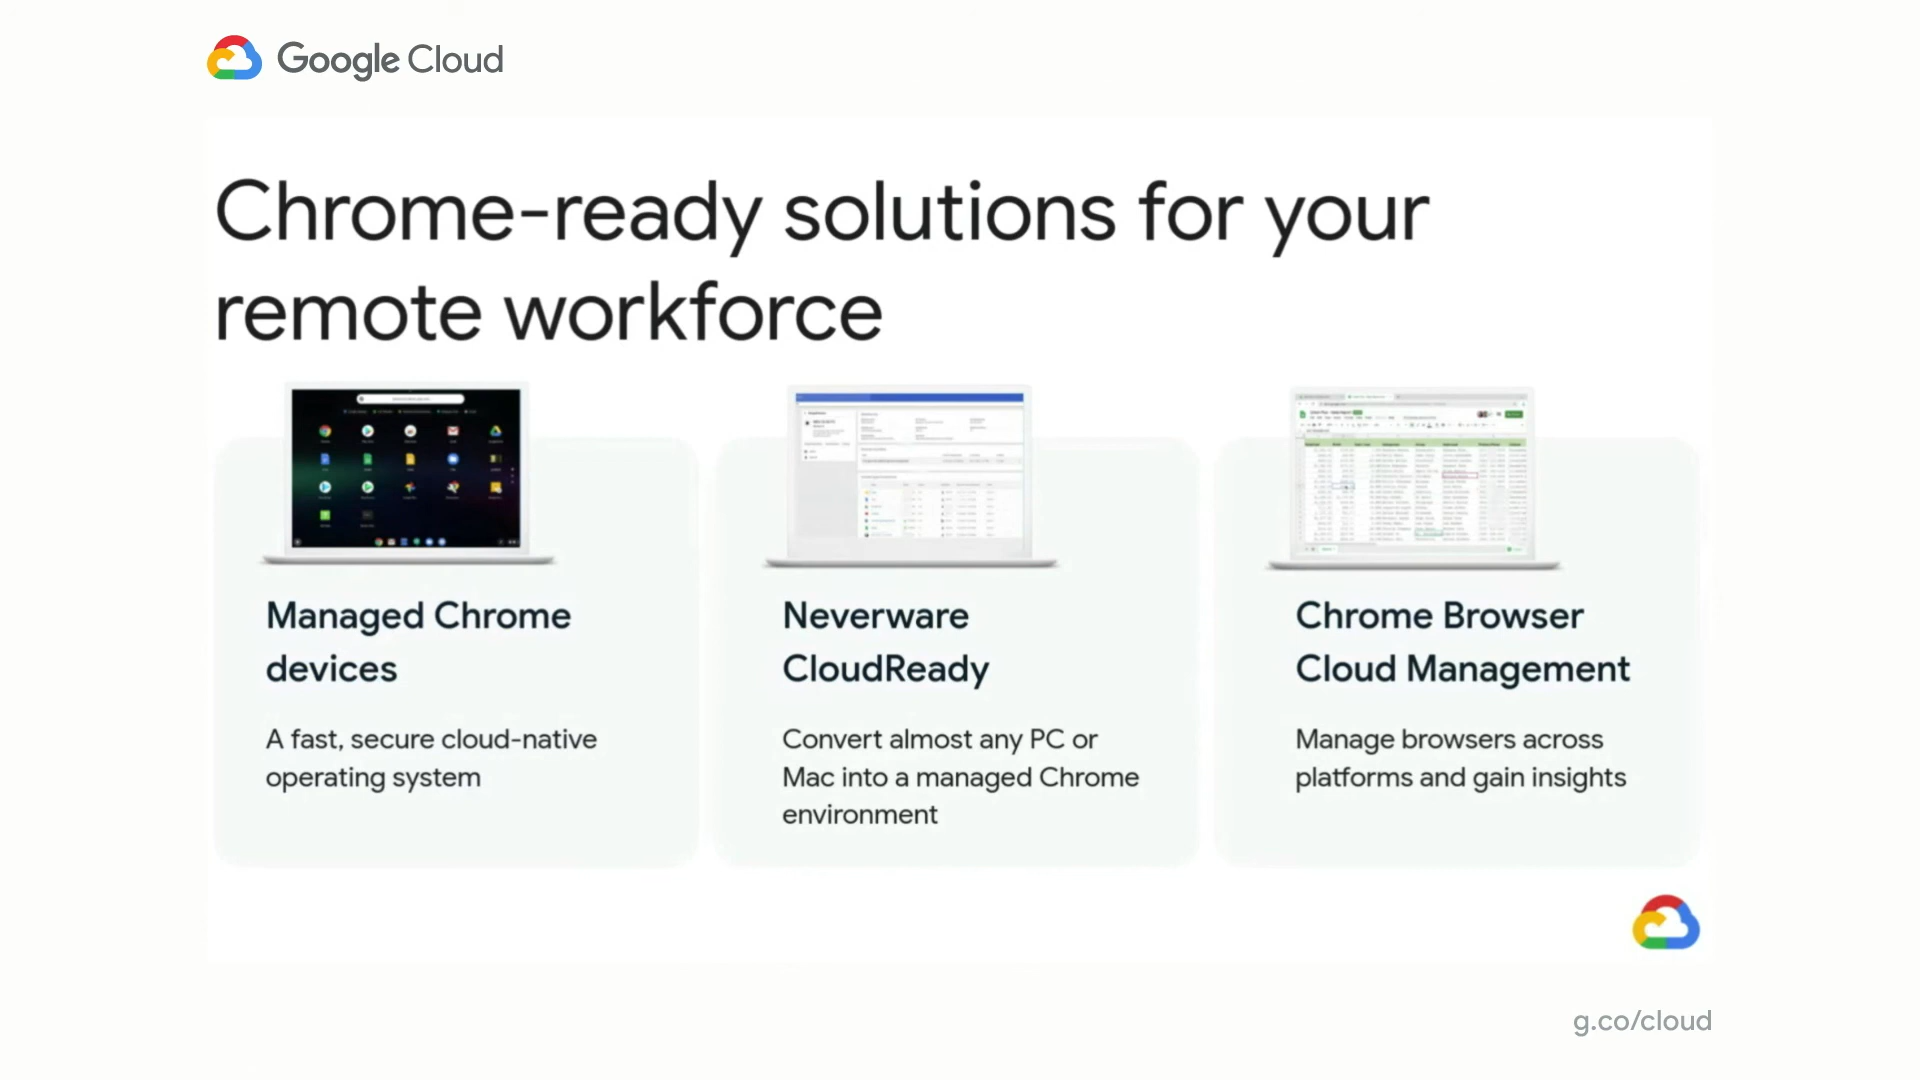 Google Cloud
Chrome-ready solutions for your
remote workforce
Managed Chrome
devices
A fast, secure cloud-native
operating system
Neverware
CloudReady
Convert almost any PC or
Mac into a managed Chrome
environment
Chrome Browser
Cloud Management
Manage browsers across
platforms and gain insights
g.co/cloud